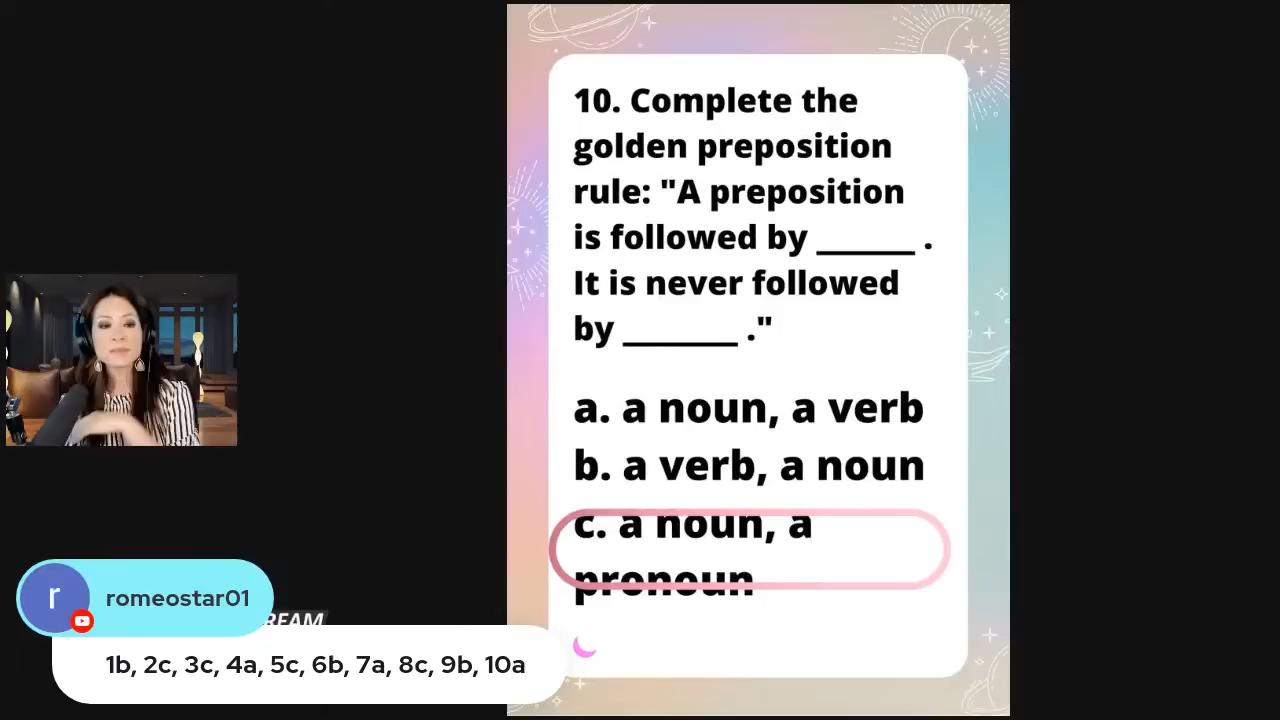 10. Complete the
golden preposition
rule: "A preposition
is followed by ______ .
It is never followed
by _______ ."
a. a noun, a verb
b. a verb, a noun
c. a noun, a
pronoun
r
romeostar01
1b, 2c, 3c, 4a, 5c, 6b, 7a, 8c, 9b, 10a